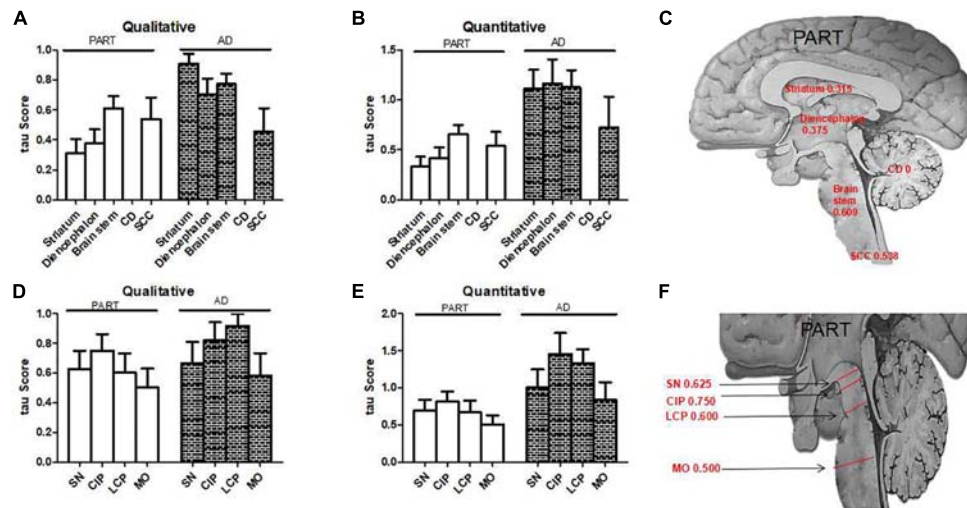 A
Qualitative
PART
AD
tau Score
1.0
0.8
0.6
0.4
0.2
0.0
Striatum
Diencephalon
Brain stem
CD
SCC
Striatum
Diencephalon
Brain stem
CD
SCC
B
Quantitative
PART
AD
tau Score
1.5
1.0
0.5
0.0
Striatum
Diencephalon
Brain stem
CD
SCC
Striatum
Diencephalon
Brain stem
CD
SCC
C
PART
Striatum 0.315
Diencephalon
0.375
CD 0
Brain
stem
0.609
SCC 0.538
D
Qualitative
PART
AD
tau Score
1.0
0.8
0.6
0.4
0.2
0.0
SN
CIP
LCP
MO
SN
CIP
LCP
MO
E
Quantitative
PART
AD
tau Score
2.0
1.5
1.0
0.5
0.0
SN
CIP
LCP
MO
SN
CIP
LCP
MO
F
PART
SN 0.625
CIP 0.750
LCP 0.600
MO 0.500